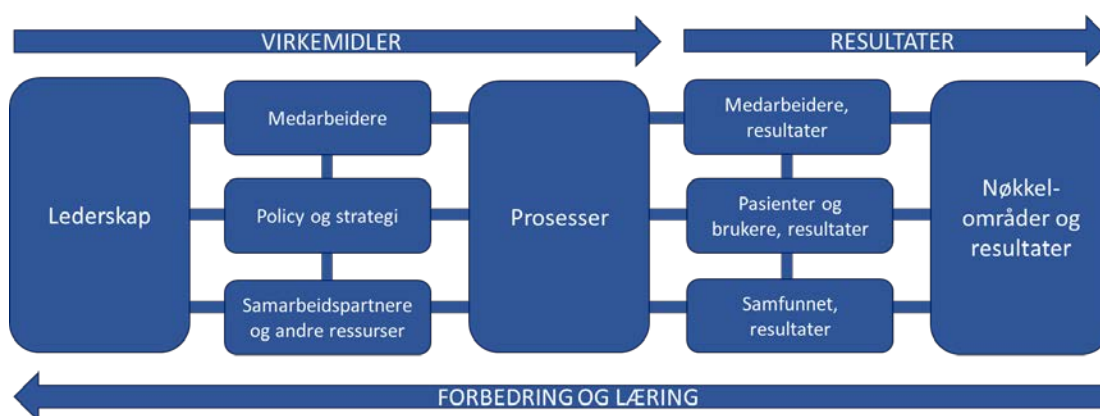 VIRKEMIDLER
RESULTATER
Lederskap
Medarbeidere
Policy og strategi
Samarbeidspartnere
og andre ressurser
Prosesser
Medarbeidere,
resultater
Pasienter og
brukere, resultater
Samfunnet,
resultater
Nøkkel-
områder og
resultater
FORBEDRING OG LÆRING